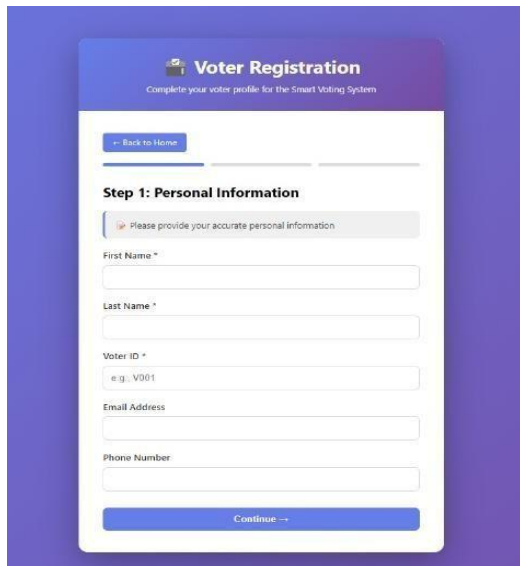 Voter Registration
Complete your voter profile for the Smart Voting System
← Back to Home
Step 1: Personal Information
Please provide your accurate personal information
First Name *
Last Name *
Voter ID *
e.g., V001
Email Address
Phone Number
Continue →